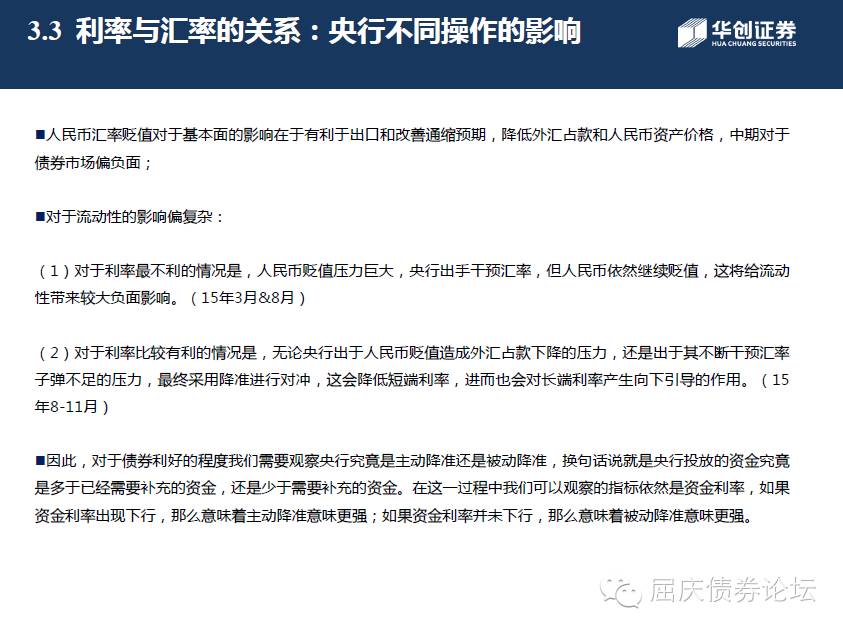 3.3 利率与汇率的关系：央行不同操作的影响
华创证券
HUA CHUANG SECURITIES
■人民币汇率贬值对于基本面的影响在于有利于出口和改善通缩预期，降低外汇占款和人民币资产价格，中期对于
债券市场偏负面；
■对于流动性的影响偏复杂：
（1）对于利率最不利的情况是，人民币贬值压力巨大，央行出手干预汇率，但人民币依然继续贬值，这将给流动
性带来较大负面影响。（15年3月&8月）
（2）对于利率比较有利的情况是，无论央行出于人民币贬值造成外汇占款下降的压力，还是出于其不断干预汇率
子弹不足的压力，最终采用降准进行对冲，这会降低短端利率，进而也会对长端利率产生向下引导的作用。（15
年8-11月）
■因此，对于债券利好的程度我们需要观察央行究竟是主动降准还是被动降准，换句话说就是央行投放的资金究竟
是多于已经需要补充的资金，还是少于需要补充的资金。在这一过程中我们可以观察的指标依然是资金利率，如果
资金利率出现下行，那么意味着主动降准意味更强；如果资金利率并未下行，那么意味着被动降准意味更强。
屈庆债券论坛